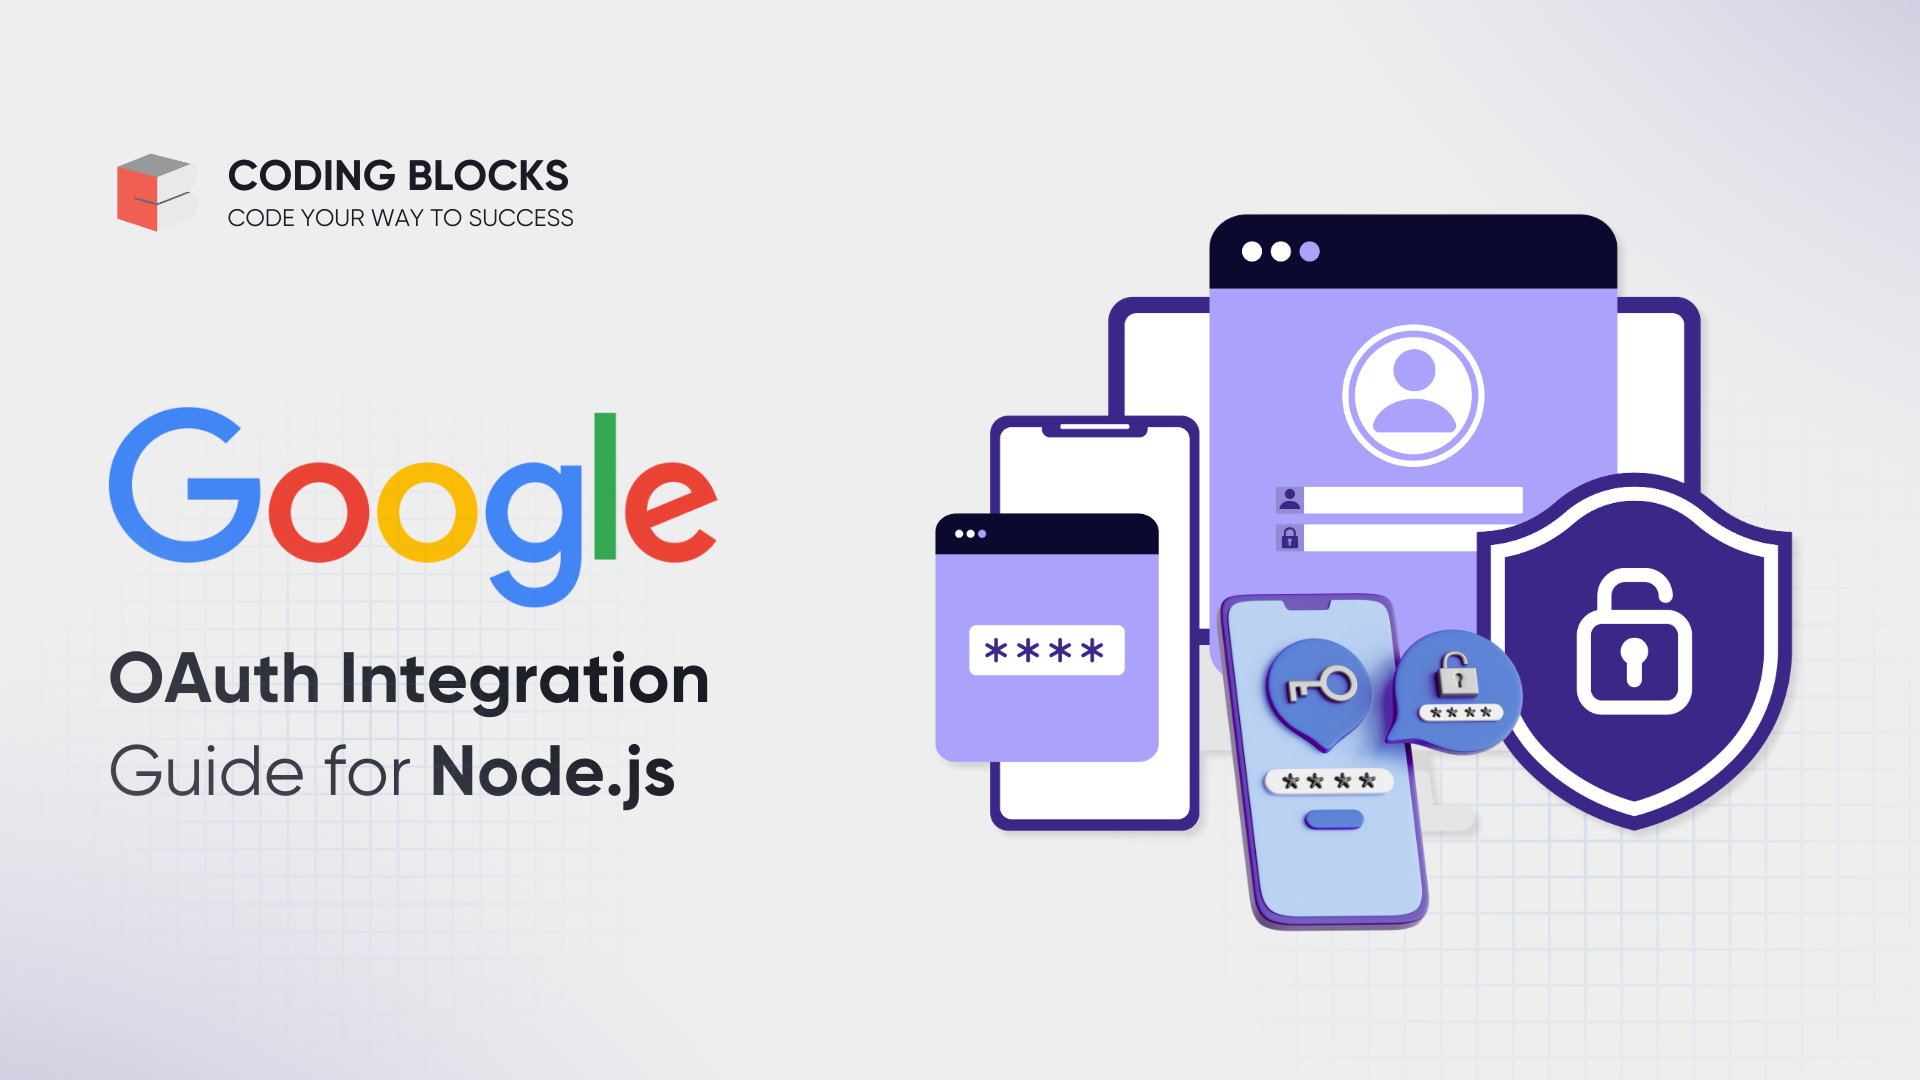 CODING BLOCKS
CODE YOUR WAY TO SUCCESS
Google
OAuth Integration
Guide for Node.js
****
****
****